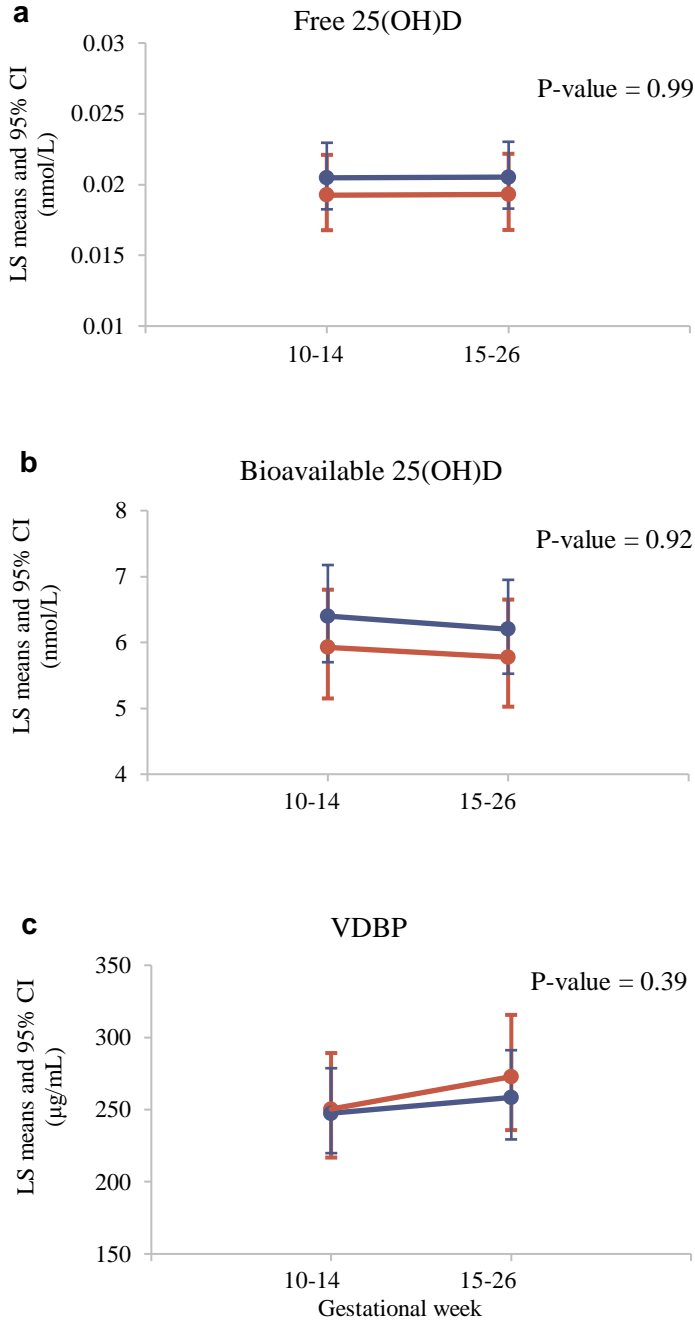 a
Free 25(OH)D
LS means and 95% CI
(nmol/L)
P-value = 0.99
0.03
0.025
0.02
0.015
0.01
10-14
15-26
b
Bioavailable 25(OH)D
LS means and 95% CI
(nmol/L)
P-value = 0.92
8
7
6
5
4
10-14
15-26
c
VDBP
LS means and 95% CI
(µg/mL)
P-value = 0.39
350
300
250
200
150
10-14
15-26
Gestational week